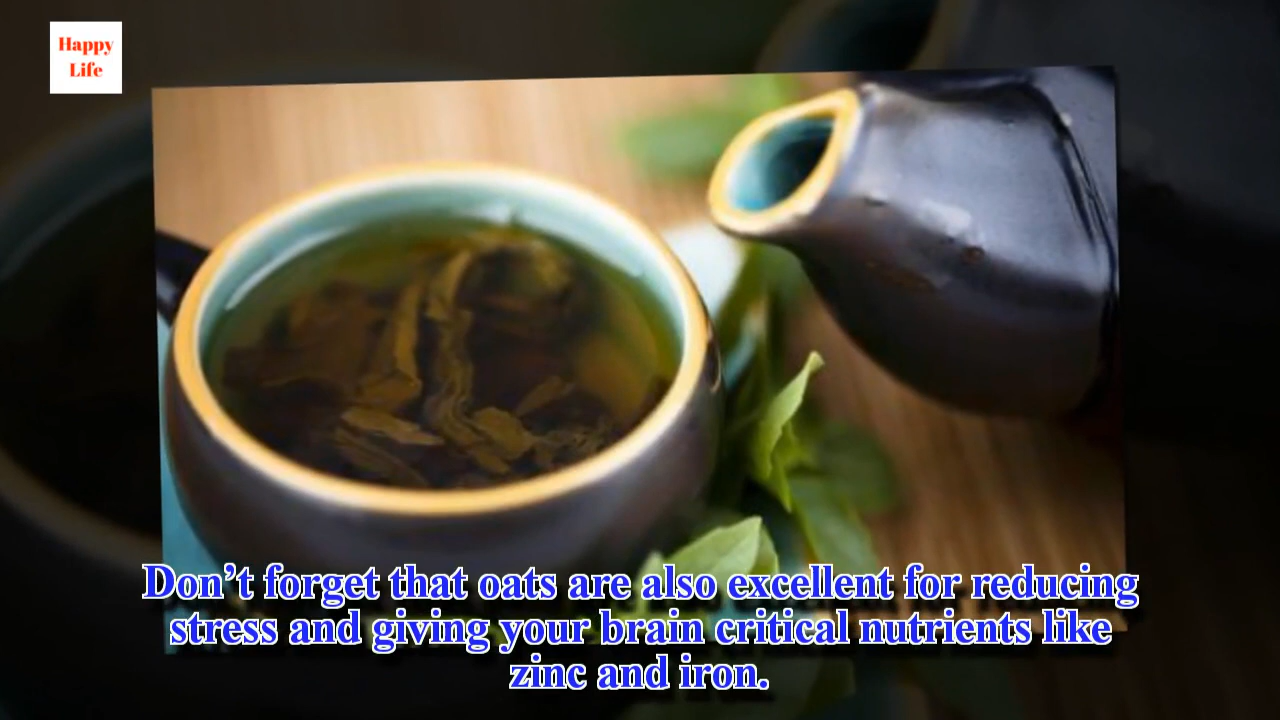 Happy
Life
Don’t forget that oats are also excellent for reducing
stress and giving your brain critical nutrients like
zinc and iron.